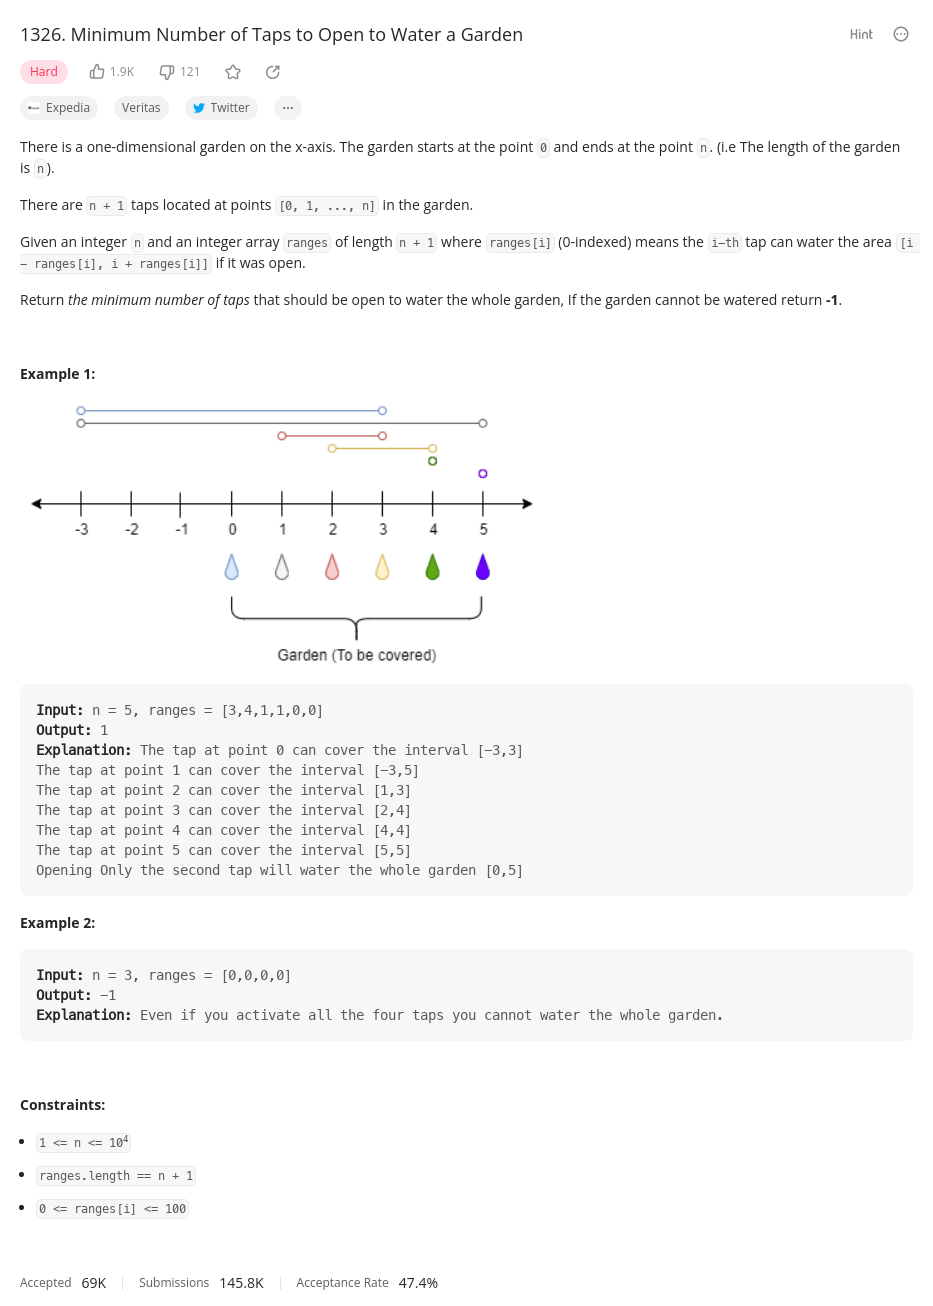 1326. Minimum Number of Taps to Open to Water a Garden
Hint
Hard
1.9K
121
Expedia
Veritas
Twitter
...
There is a one-dimensional garden on the x-axis. The garden starts at the point 0 and ends at the point n. (i.e The length of the garden
is n).
There are n + 1 taps located at points [0, 1, ..., n] in the garden.
Given an integer n and an integer array ranges of length n + 1 where ranges[i] (0-indexed) means the i-th tap can water the area [i
- ranges[i], i + ranges[i]] if it was open.
Return the minimum number of taps that should be open to water the whole garden, If the garden cannot be watered return -1.
Example 1:
-3 -2 -1 0 1 2 3 4 5
Garden (To be covered)
Input: n = 5, ranges = [3,4,1,1,0,0]
Output: 1
Explanation: The tap at point 0 can cover the interval [-3,3]
The tap at point 1 can cover the interval [-3,5]
The tap at point 2 can cover the interval [1,3]
The tap at point 3 can cover the interval [2,4]
The tap at point 4 can cover the interval [4,4]
The tap at point 5 can cover the interval [5,5]
Opening Only the second tap will water the whole garden [0,5]
Example 2:
Input: n = 3, ranges = [0,0,0,0]
Output: -1
Explanation: Even if you activate all the four taps you cannot water the whole garden.
Constraints:
• 1 <= n <= 10⁴
• ranges.length == n + 1
• 0 <= ranges[i] <= 100
Accepted 69K Submissions 145.8K Acceptance Rate 47.4%